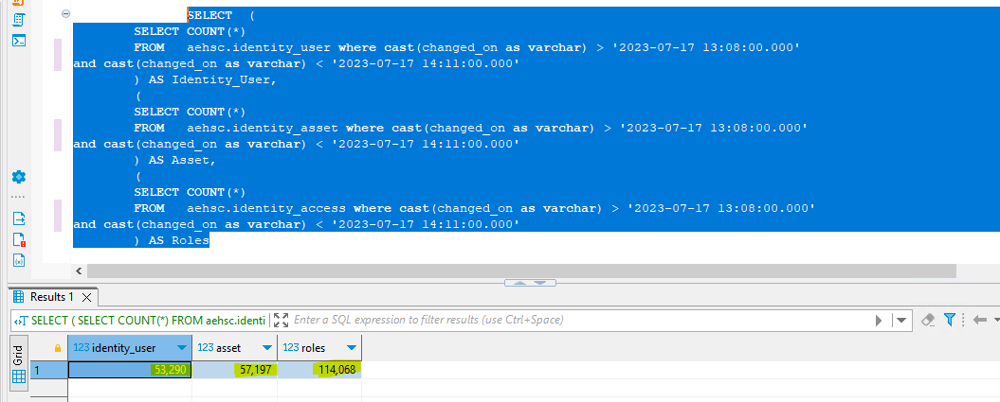 SELECT (
SELECT COUNT(*)
FROM aehsc.identity_user where cast(changed_on as varchar) > '2023-07-17 13:08:00.000'
and cast(changed_on as varchar) < '2023-07-17 14:11:00.000'
) AS Identity_User,
(
SELECT COUNT(*)
FROM aehsc.identity_asset where cast(changed_on as varchar) > '2023-07-17 13:08:00.000'
and cast(changed_on as varchar) < '2023-07-17 14:11:00.000'
) AS Asset,
(
SELECT COUNT(*)
FROM aehsc.identity_access where cast(changed_on as varchar) > '2023-07-17 13:08:00.000'
and cast(changed_on as varchar) < '2023-07-17 14:11:00.000'
) AS Roles
Results 1
SELECT ( SELECT COUNT(*) FROM aehsc.identi
Enter a SQL expression to filter results (use Ctrl+Space)
Grid
123 identity_user 123 asset 123 roles
1 53,290 57,197 114,068